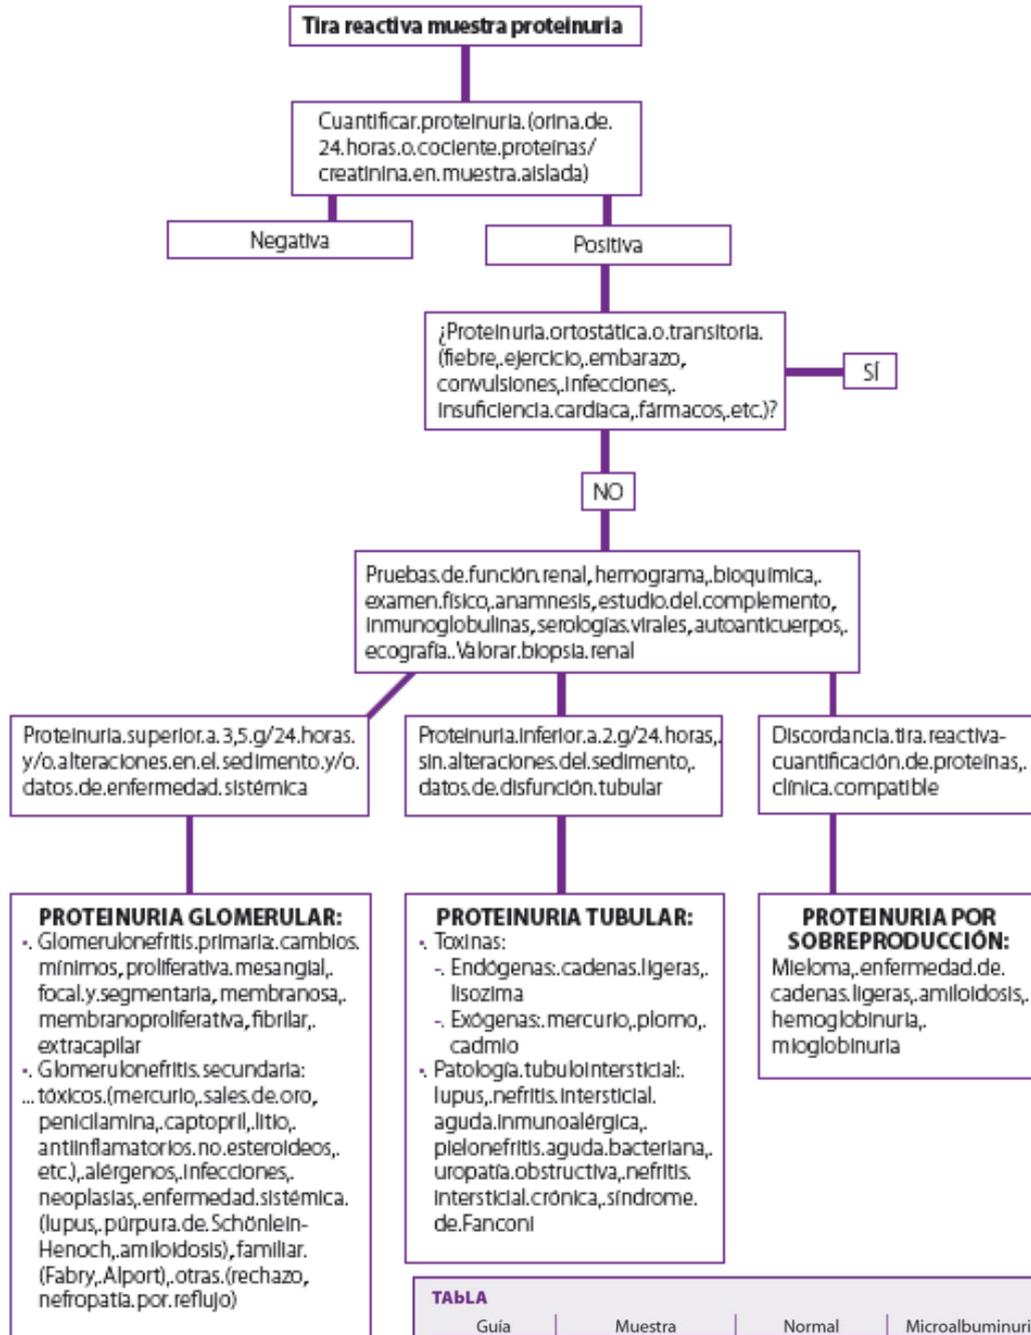 Tira reactiva muestra proteinuria
Cuantificar.proteinuria.(orina.de.
24.horas.o.cociente.proteínas/
creatinina.en.muestra.aislada)
Negativa
Positiva
¿Proteinuria.ortostática.o.transitoria.
(fiebre,.ejercicio,.embarazo,
convulsiones,.infecciones,.
insuficiencia.cardíaca,.fármacos,.etc.)?
SÍ
NO
Pruebas.de.función.renal,.hemograma,.bioquímica,.
examen.físico,.anamnesis,.estudio.del.complemento,
inmunoglobulinas,.serologías.virales,.autoanticuerpos,.
ecografía..Valorar.biopsia.renal
Proteinuria.superior.a.3,5.g/24.horas.
y/o.alteraciones.en.el.sedimento.y/o.
datos.de.enfermedad.sistémica
Proteinuria.inferior.a.2.g/24.horas,.
sin.alteraciones.del.sedimento,.
datos.de.disfunción.tubular
Discordancia.tira.reactiva-
cuantificación.de.proteínas,.
clínica.compatible
PROTEINURIA GLOMERULAR:
•. Glomerulonefritis.primaria:.cambios.
mínimos,.proliferativa.mesangial,.
focal.y.segmentaria,.membranosa,.
membranoproliferativa,.fibrilar,.
extracapilar
•. Glomerulonefritis.secundaria:
... tóxicos.(mercurio,.sales.de.oro,
penicilamina,.captopril,.litio,.
antiinflamatorios.no.esteroideos,.
etc.),.alérgenos,.infecciones,.
neoplasias,.enfermedad.sistémica.
(lupus,.púrpura.de.Schönlein-
Henoch,.amiloidosis),.familiar.
(Fabry,.Alport),.otras.(rechazo,
nefropatía.por.reflujo)
PROTEINURIA TUBULAR:
•. Toxinas:
-. Endógenas:.cadenas.ligeras,.
lisozima
-. Exógenas:.mercurio,.plomo,.
cadmio
•. Patología.tubulointersticial:.
lupus,.nefritis.intersticial.
aguda.inmunoalérgica,.
pielonefritis.aguda.bacteriana,.
uropatía.obstructiva,.nefritis.
intersticial.crónica,.síndrome.
de.Fanconi
PROTEINURIA POR
SOBREPRODUCCIÓN:
Mieloma,.enfermedad.de.
cadenas.ligeras,.amiloidosis,.
hemoglobinuria,.
mioglobinuria
TAbLA
Guía Muestra Normal Microalbuminuri